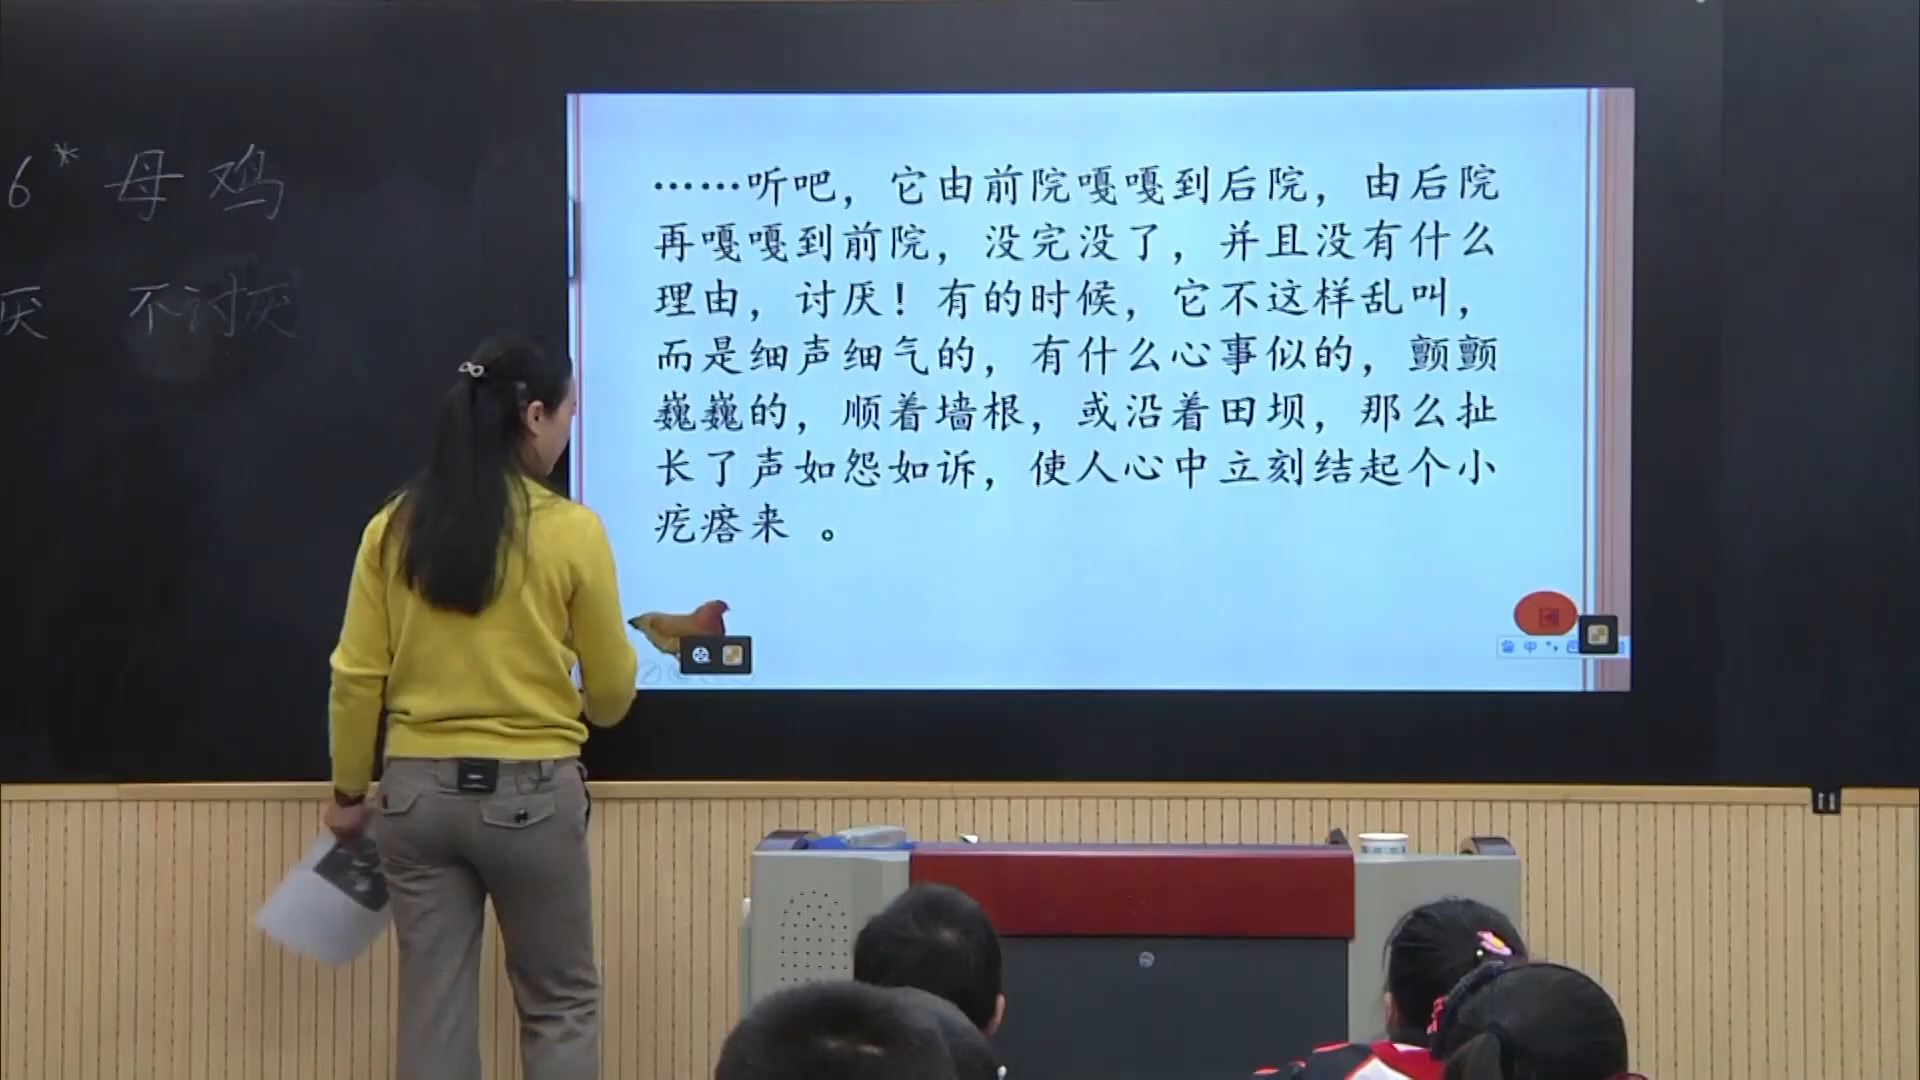 6* 母鸡
厌 不讨厌
……听吧，它由前院嘎嘎到后院，由后院
再嘎嘎到前院，没完没了，并且没有什么
理由，讨厌！有的时候，它不这样乱叫，
而是细声细气的，有什么心事似的，颤颤
巍巍的，顺着墙根，或沿着田坝，那么扯
长了声如怨如诉，使人心中立刻结起个小
疙瘩来 。
中